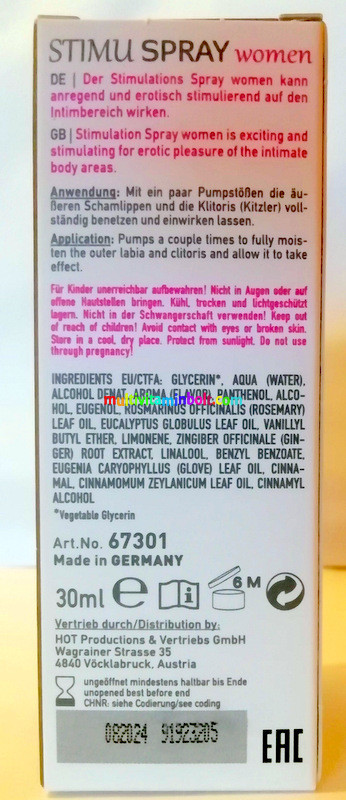 STIMU SPRAY women
DE | Der Stimulations Spray women kann
anregend und erotisch stimulierend auf den
Intimbereich wirken.
GB | Stimulation Spray women is exciting and
stimulating for erotic pleasure of the intimate
body areas.
Anwendung: Mit ein paar Pumpstößen die äu-
ßeren Schamlippen und die Klitoris (Kitzler) voll-
ständig benetzen und einwirken lassen.
Application: Pumps a couple times to fully mois-
ten the outer labia and clitoris and allow it to take
effect.
Für Kinder unerreichbar aufbewahren! Nicht in Augen oder auf
offene Hautstellen bringen. Kühl, trocken und lichtgeschützt
lagern. Nicht in der Schwangerschaft verwenden! Keep out
of reach of children! Avoid contact with eyes or broken skin.
Store in a cool, dry place. Protect from sunlight. Do not use
through pregnancy!
INGREDIENTS EU/CTFA: GLYCERIN*, AQUA (WATER),
ALCOHOL DENAT, AROMA (FLAVOR), PANTENOL, ALCO-
multivitaminbolt.com
HOL, EUGENOL, ROSMARINUS OFFICINALIS (ROSEMARY)
LEAF OIL, EUCALYPTUS GLOBULUS LEAF OIL, VANILLYL
BUTYL ETHER, LIMONENE, ZINGIBER OFFICINALE (GIN-
GER) ROOT EXTRACT, LINALOOL, BENZYL BENZOATE,
EUGENIA CARYOPHYLLUS (GLOVE) LEAF OIL, CINNA-
MAL, CINNAMOMUM ZEYLANICUM LEAF OIL, CINNAMYL
ALCOHOL
*Vegetable Glycerin
Art.No. 67301
Made in GERMANY
30ml e i 6 M
Vertrieb durch/Distribution by:
HOT Productions & Vertriebs GmbH
Wagrainer Strasse 35
4840 Vöcklabruck, Austria
ungeöffnet mindestens haltbar bis Ende
unopened best before end
CHNR: siehe Codierung/see coding
082024 91923205
EAC